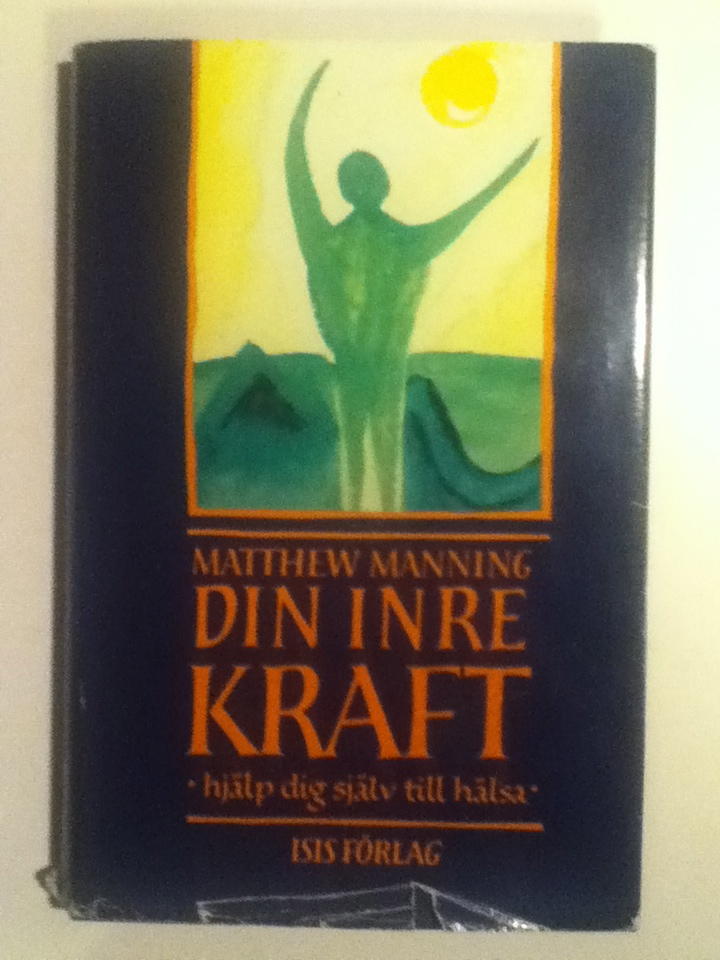 MATTHEW MANNING
DIN INRE
KRAFT
· hjälp dig själv till hälsa ·
ISIS FÖRLAG